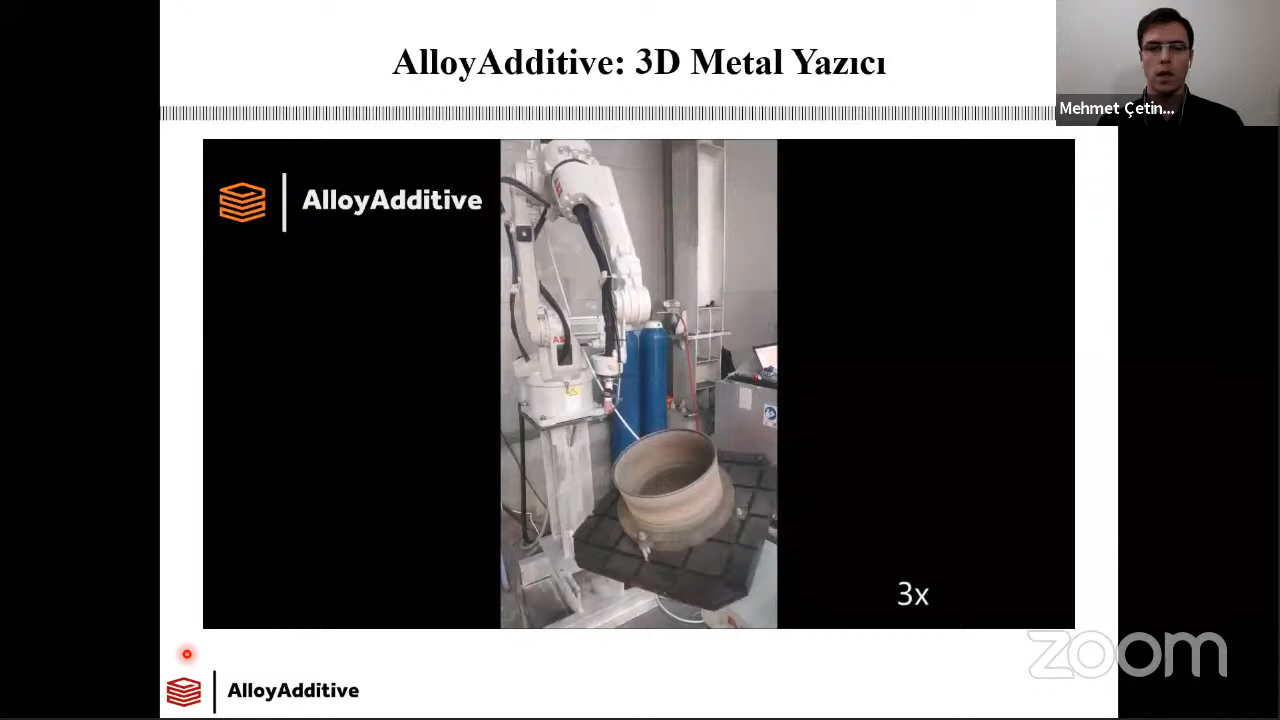 AlloyAdditive: 3D Metal Yazıcı
Mehmet Çetin...
AlloyAdditive
3x
zoom
AlloyAdditive